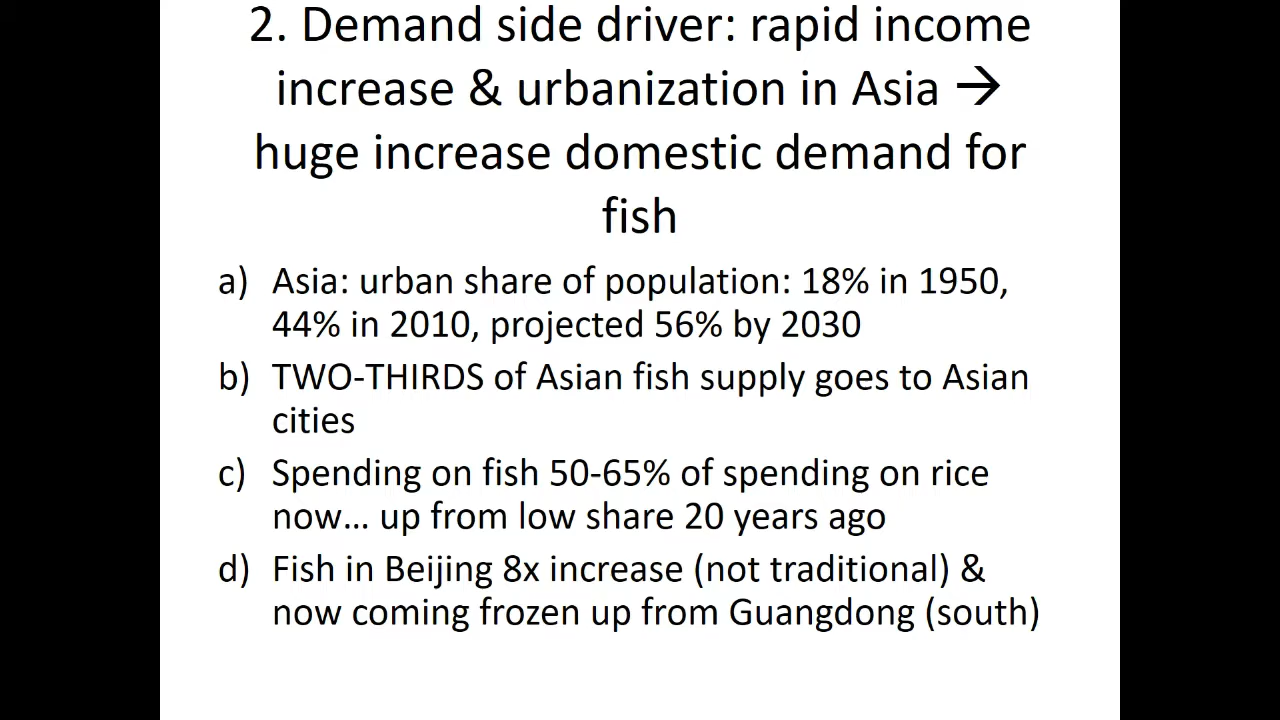 2. Demand side driver: rapid income
increase & urbanization in Asia →
huge increase domestic demand for
fish
a) Asia: urban share of population: 18% in 1950,
44% in 2010, projected 56% by 2030
b) TWO-THIRDS of Asian fish supply goes to Asian
cities
c) Spending on fish 50-65% of spending on rice
now… up from low share 20 years ago
d) Fish in Beijing 8x increase (not traditional) &
now coming frozen up from Guangdong (south)